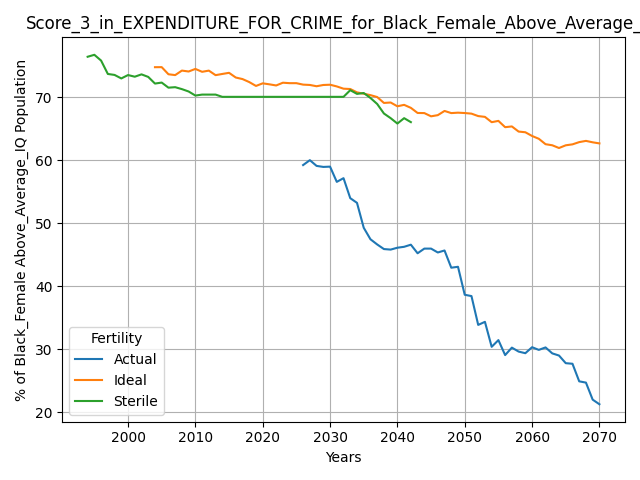 Score_3_in_EXPENDITURE_FOR_CRIME_for_Black_Female_Above_Average_
% of Black_Female Above_Average_IQ Population
70
60
50
40
30
20
Fertility
Actual
Ideal
Sterile
2000 2010 2020 2030 2040 2050 2060 2070
Years